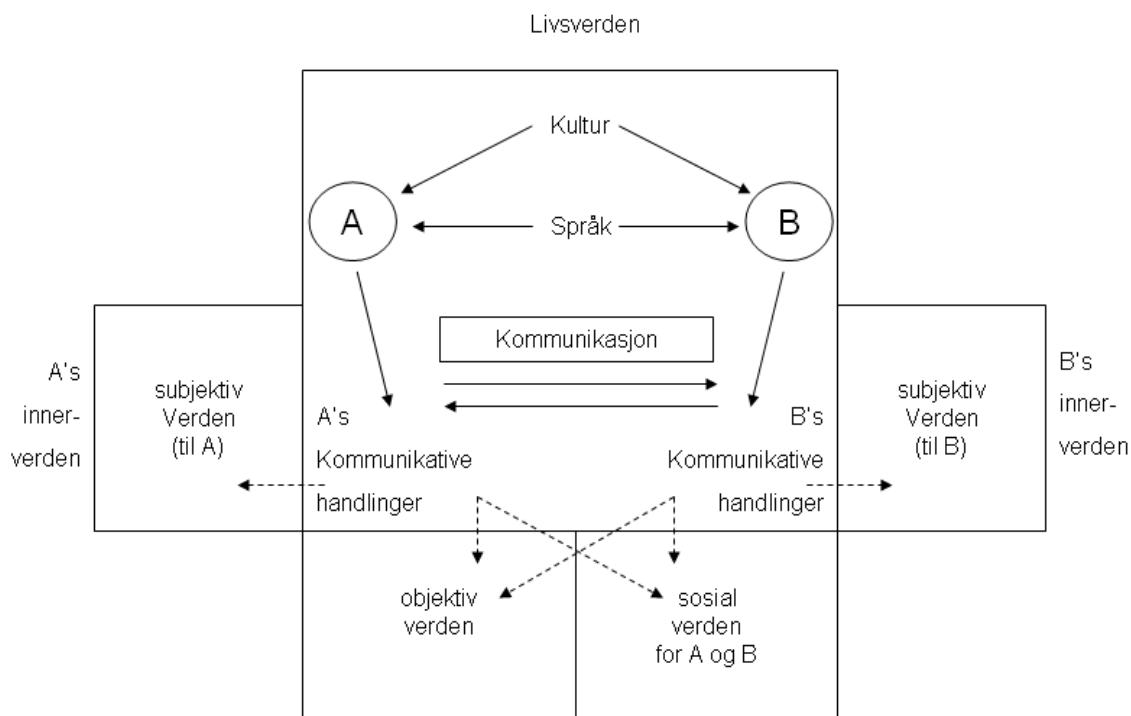 Livsverden
Kultur
A
B
Språk
Kommunikasjon
A's
inner-
verden
subjektiv
Verden
(til A)
A's
Kommunikative
handlinger
B's
Kommunikative
handlinger
subjektiv
Verden
(til B)
B's
inner-
verden
objektiv
verden
sosial
verden
for A og B